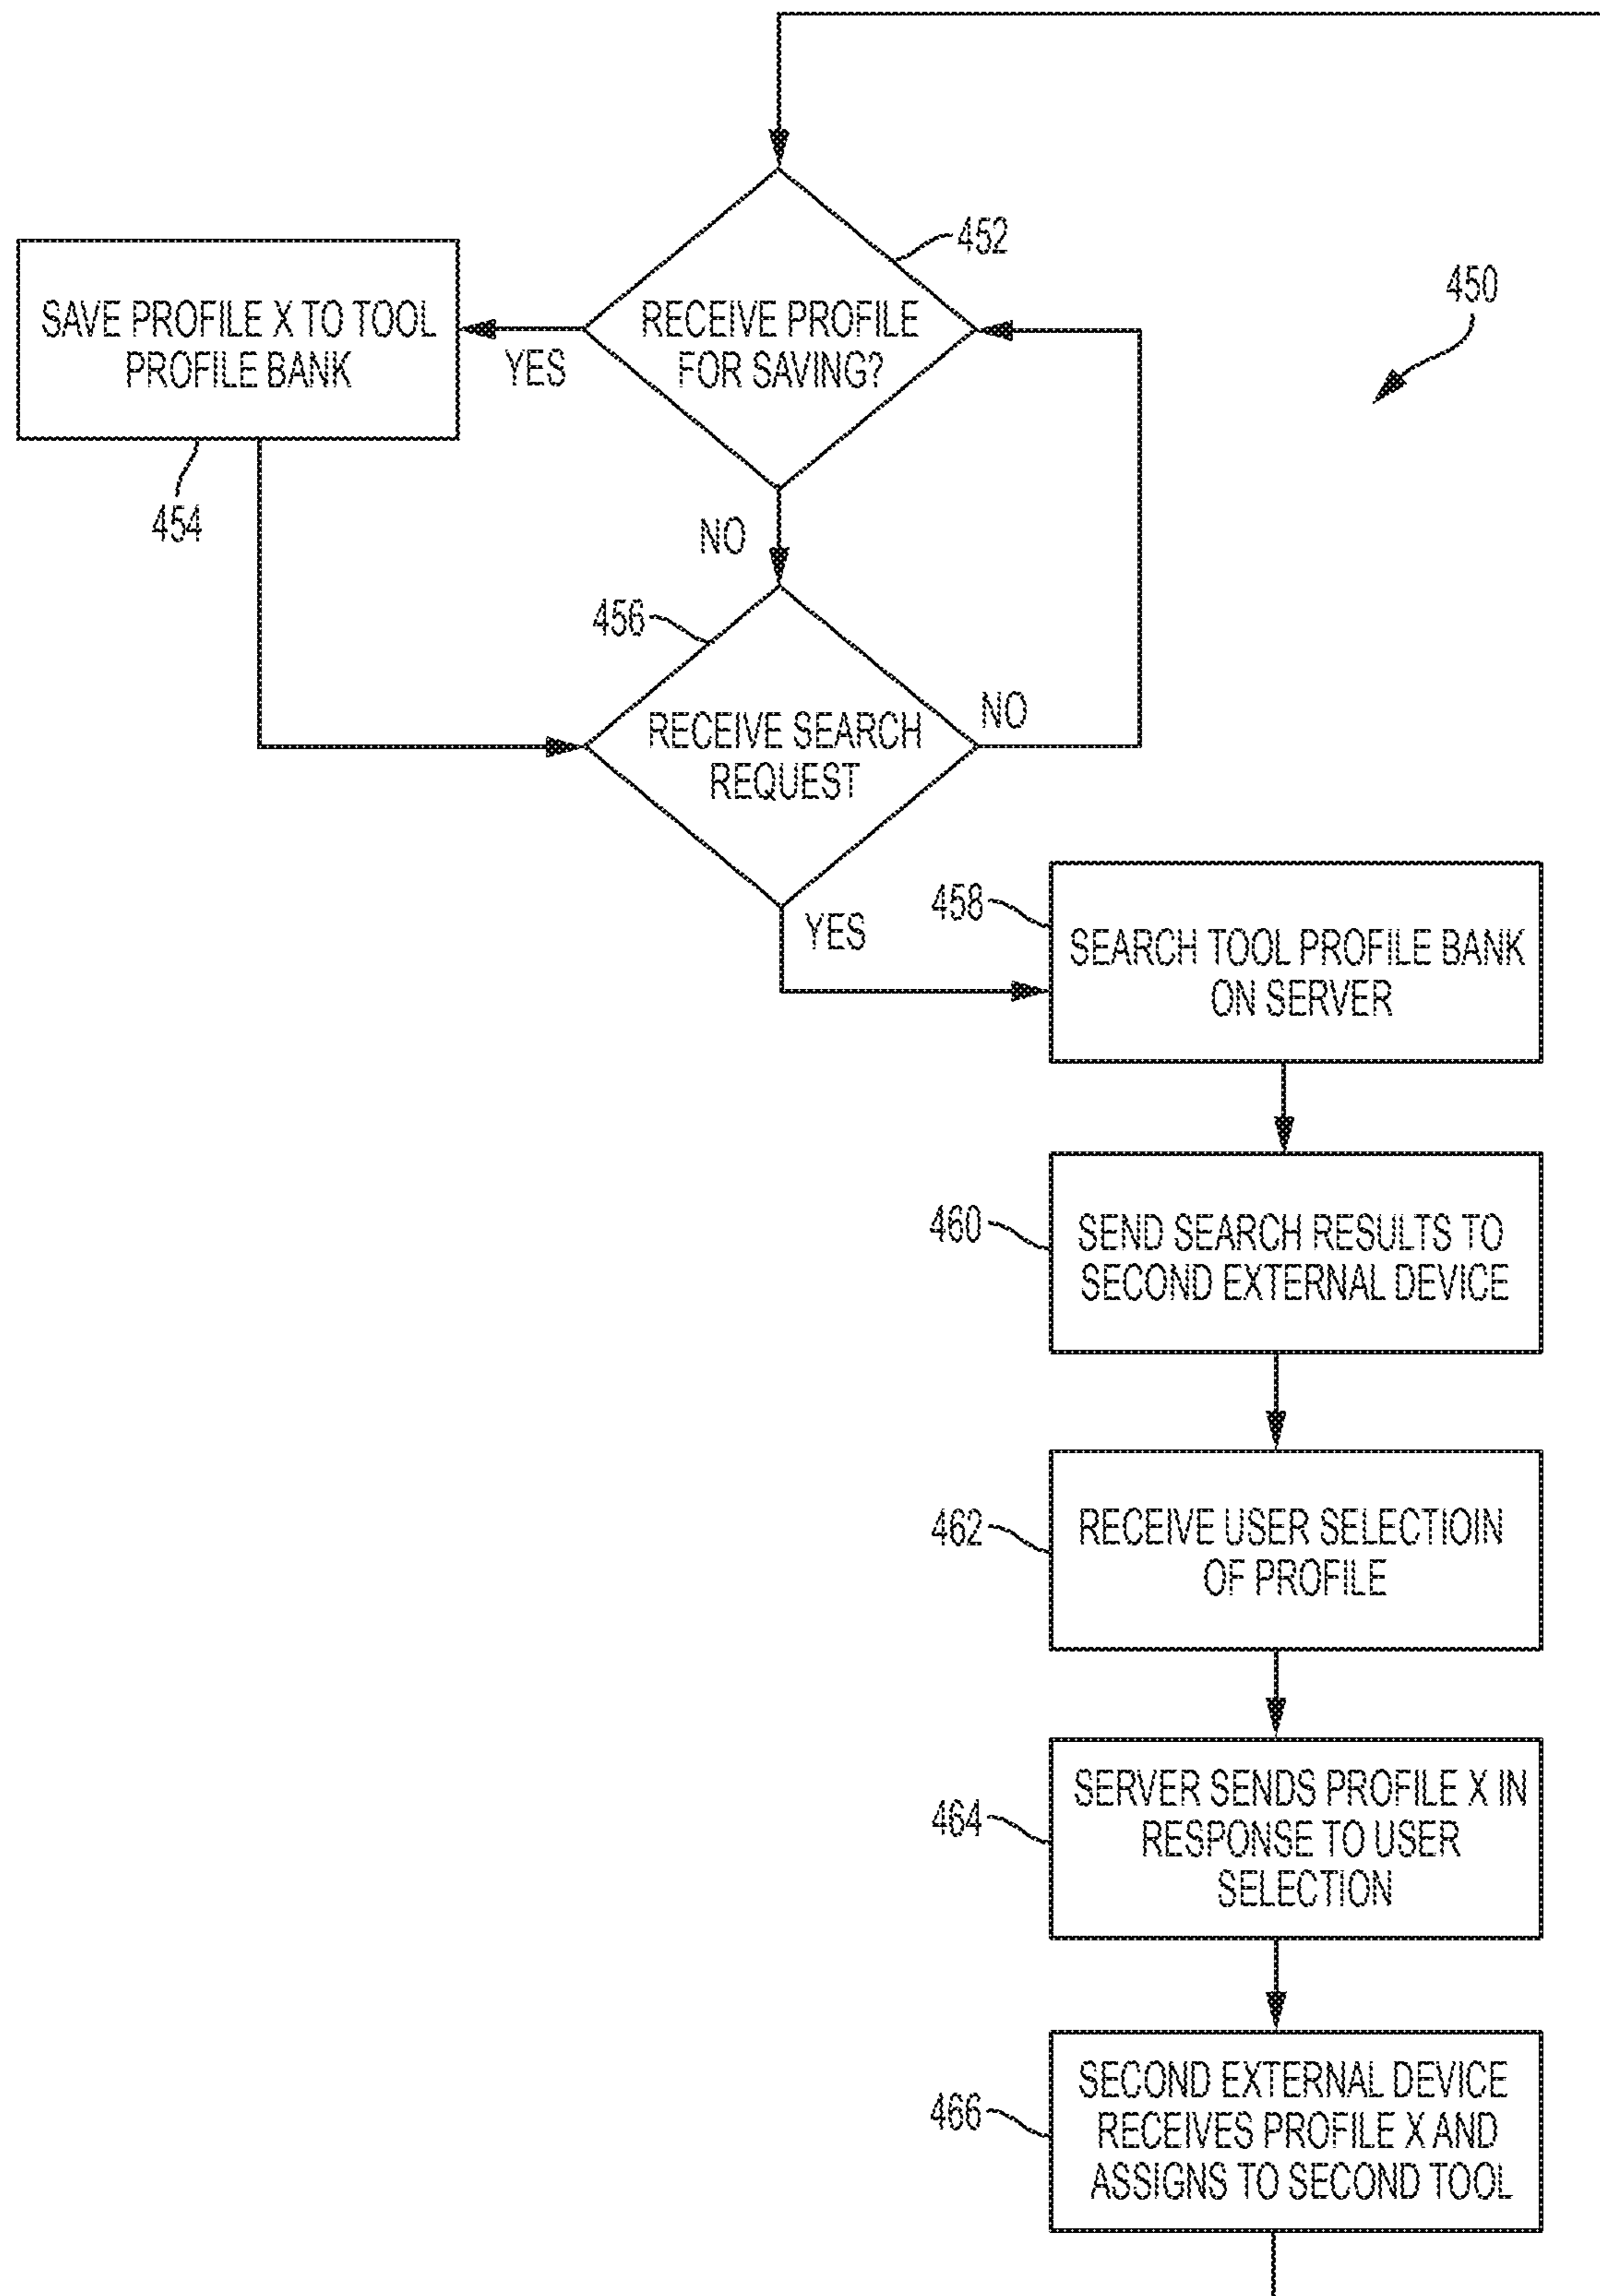 452
450
RECEIVE PROFILE
FOR SAVING?
SAVE PROFILE X TO TOOL
PROFILE BANK
YES
454
NO
456
RECEIVE SEARCH
REQUEST
NO
YES
458
SEARCH TOOL PROFILE BANK
ON SERVER
460
SEND SEARCH RESULTS TO
SECOND EXTERNAL DEVICE
462
RECEIVE USER SELECTIOIN
OF PROFILE
464
SERVER SENDS PROFILE X IN
RESPONSE TO USER
SELECTION
466
SECOND EXTERNAL DEVICE
RECEIVES PROFILE X AND
ASSIGNS TO SECOND TOOL